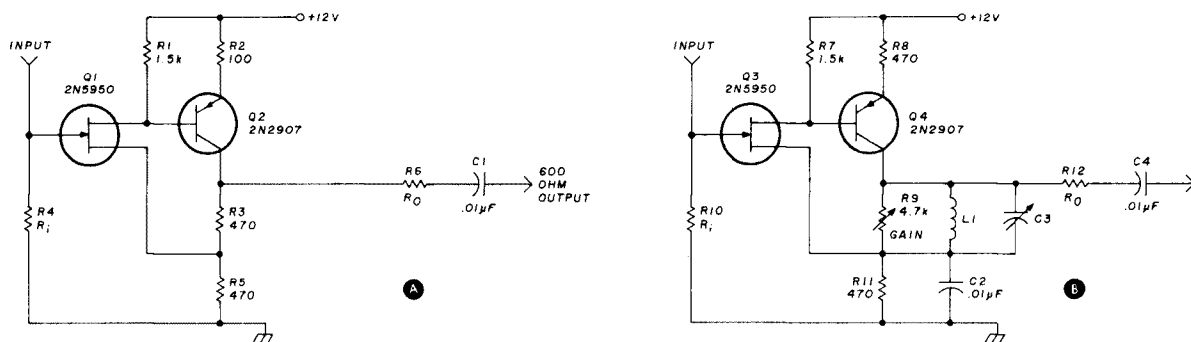 +12V
INPUT
R1
1.5k
R2
100
Q1
2N5950
Q2
2N2907
R6
R0
C1
.01µF
600
OHM
OUTPUT
R4
Ri
R3
470
R5
470
A
+12V
INPUT
R7
1.5k
R8
470
Q3
2N5950
Q4
2N2907
R12
R0
C4
.01µF
R9
4.7k
GAIN
L1
C3
R10
Ri
R11
470
C2
.01µF
B